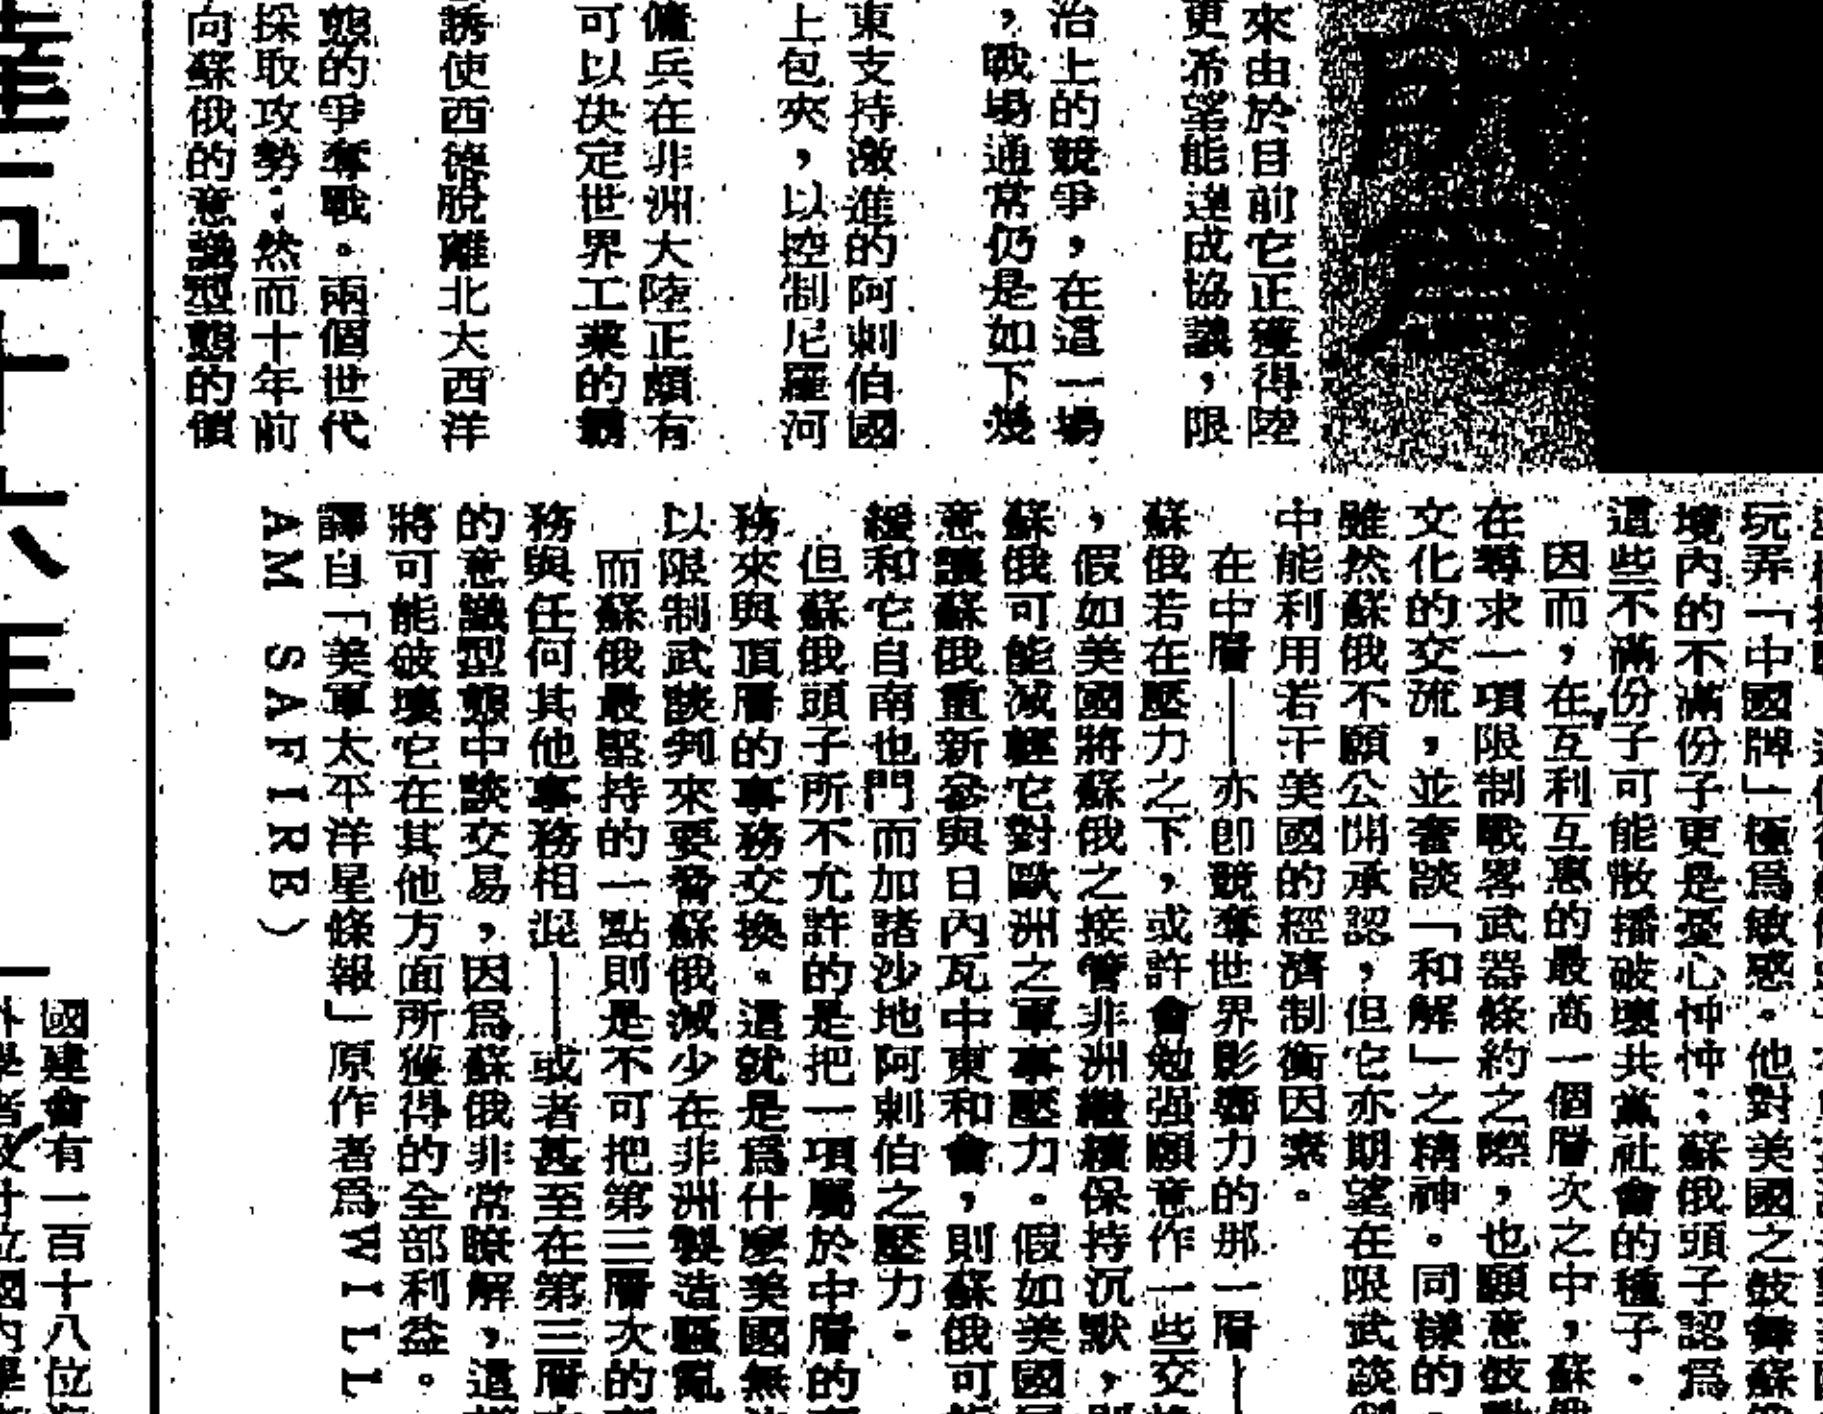 來由於目前它正獲得陸
更希望能達成協議，限
治上的競爭，在這一場
，戰場通常仍是如下幾
東支持激進的阿剌伯國
上包夾，以控制尼羅河
傭兵在非洲大陸正頗有
可以決定世界工業的
誘使西德脫離北大西洋
態的爭奪戰。兩個世代
採取攻勢，然而十年前
向蘇俄的意識型態的領
玩弄「中國牌」極爲敏感。他對美國之鼓舞蘇
境內的不滿份子更是憂心忡忡：蘇俄頭子認爲
這些不滿份子可能散播破壞共黨社會的種子。
因而，在互利互惠的最高一個層次之中，蘇俄
在尋求一項限制戰畧武器條約之際，也願意
文化的交流，並奢談「和解」之精神。同樣的，
雖然蘇俄不願公開承認，但它亦期望在限武談
中能利用若干美國的經濟制衡因素。
在中層——亦卽競奪世界影響力的那一層—
蘇俄若在壓力之下，或許會勉强願意作一些交
，假如美國將蘇俄之接管非洲繼續保持沉默，則
蘇俄可能減輕它對歐洲之軍事壓力。假如美國
意讓蘇俄重新參與日內瓦中東和會，則蘇俄可
緩和它自南也門而加諸沙地阿剌伯之壓力。
但蘇俄頭子所不允許的是把一項屬於中層的
務來與頂層的事務交換。這就是爲什麼美國無
以限制武談判來要脅蘇俄減少在非洲製造騷亂
而蘇俄最堅持的一點則是不可把第三層次的
務與任何其他事務相混——或者甚至在第三層
的意識型態中談交易，因爲蘇俄非常瞭解，這
將可能破壞它在其他方面所獲得的全部利益。
譯自「美軍太平洋星條報」原作者爲WILL
AM SAFIRE）
五十六年
國建會有一百十八位